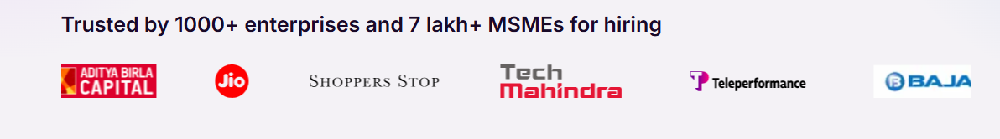 Trusted by 1000+ enterprises and 7 lakh+ MSMEs for hiring
ADITYA BIRLA
CAPITAL
Jio
SHOPPERS STOP
Tech
Mahindra
Teleperformance
BAJA